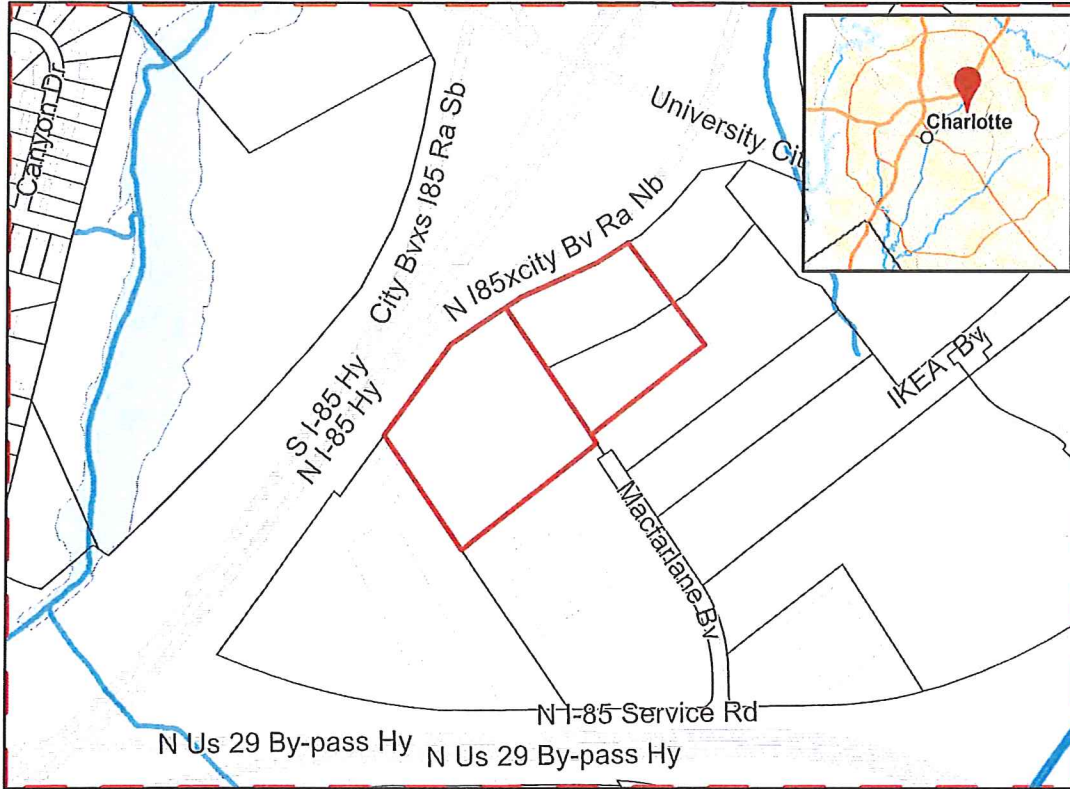 Canyon Dr
City Bvxs I85 Ra Sb
University Cit
Charlotte
N I85xcity Bv Ra Nb
S I-85 Hy
N I-85 Hy
IKEA Bv
Macfarlane Bv
N I-85 Service Rd
N Us 29 By-pass Hy
N Us 29 By-pass Hy